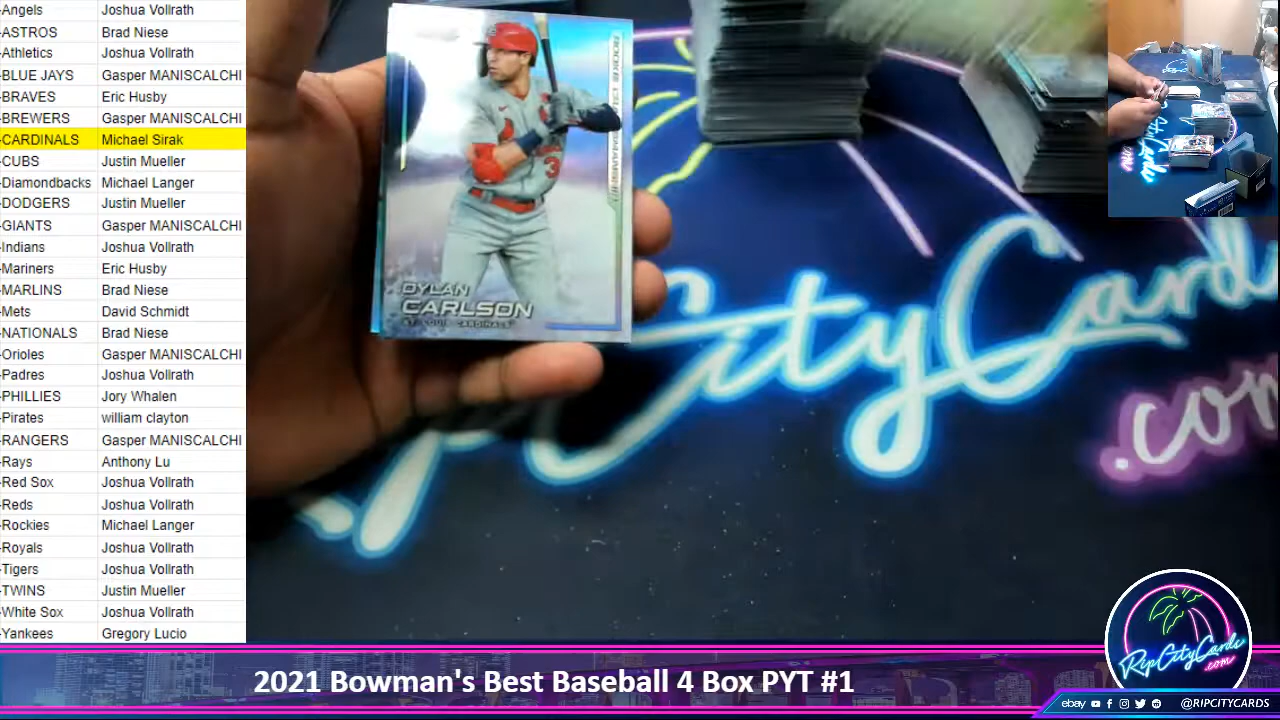 -Angels Joshua Vollrath
-ASTROS Brad Niese
-Athletics Joshua Vollrath
-BLUE JAYS Gasper MANISCALCHI
-BRAVES Eric Husby
-BREWERS Gasper MANISCALCHI
-CARDINALS Michael Sirak
-CUBS Justin Mueller
-Diamondbacks Michael Langer
-DODGERS Justin Mueller
-GIANTS Gasper MANISCALCHI
-Indians Joshua Vollrath
-Mariners Eric Husby
-MARLINS Brad Niese
-Mets David Schmidt
-NATIONALS Brad Niese
-Orioles Gasper MANISCALCHI
-Padres Joshua Vollrath
-PHILLIES Jory Whalen
-Pirates william clayton
-RANGERS Gasper MANISCALCHI
-Rays Anthony Lu
-Red Sox Joshua Vollrath
-Reds Joshua Vollrath
-Rockies Michael Langer
-Royals Joshua Vollrath
-Tigers Joshua Vollrath
-TWINS Justin Mueller
-White Sox Joshua Vollrath
-Yankees Gregory Lucio
DYLAN
CARLSON
ST. LOUIS CARDINALS
3
CityCards
.com
2021 Bowman's Best Baseball 4 Box PYT #1
RipCityCards
.com
ebay @RIPCITYCARDS